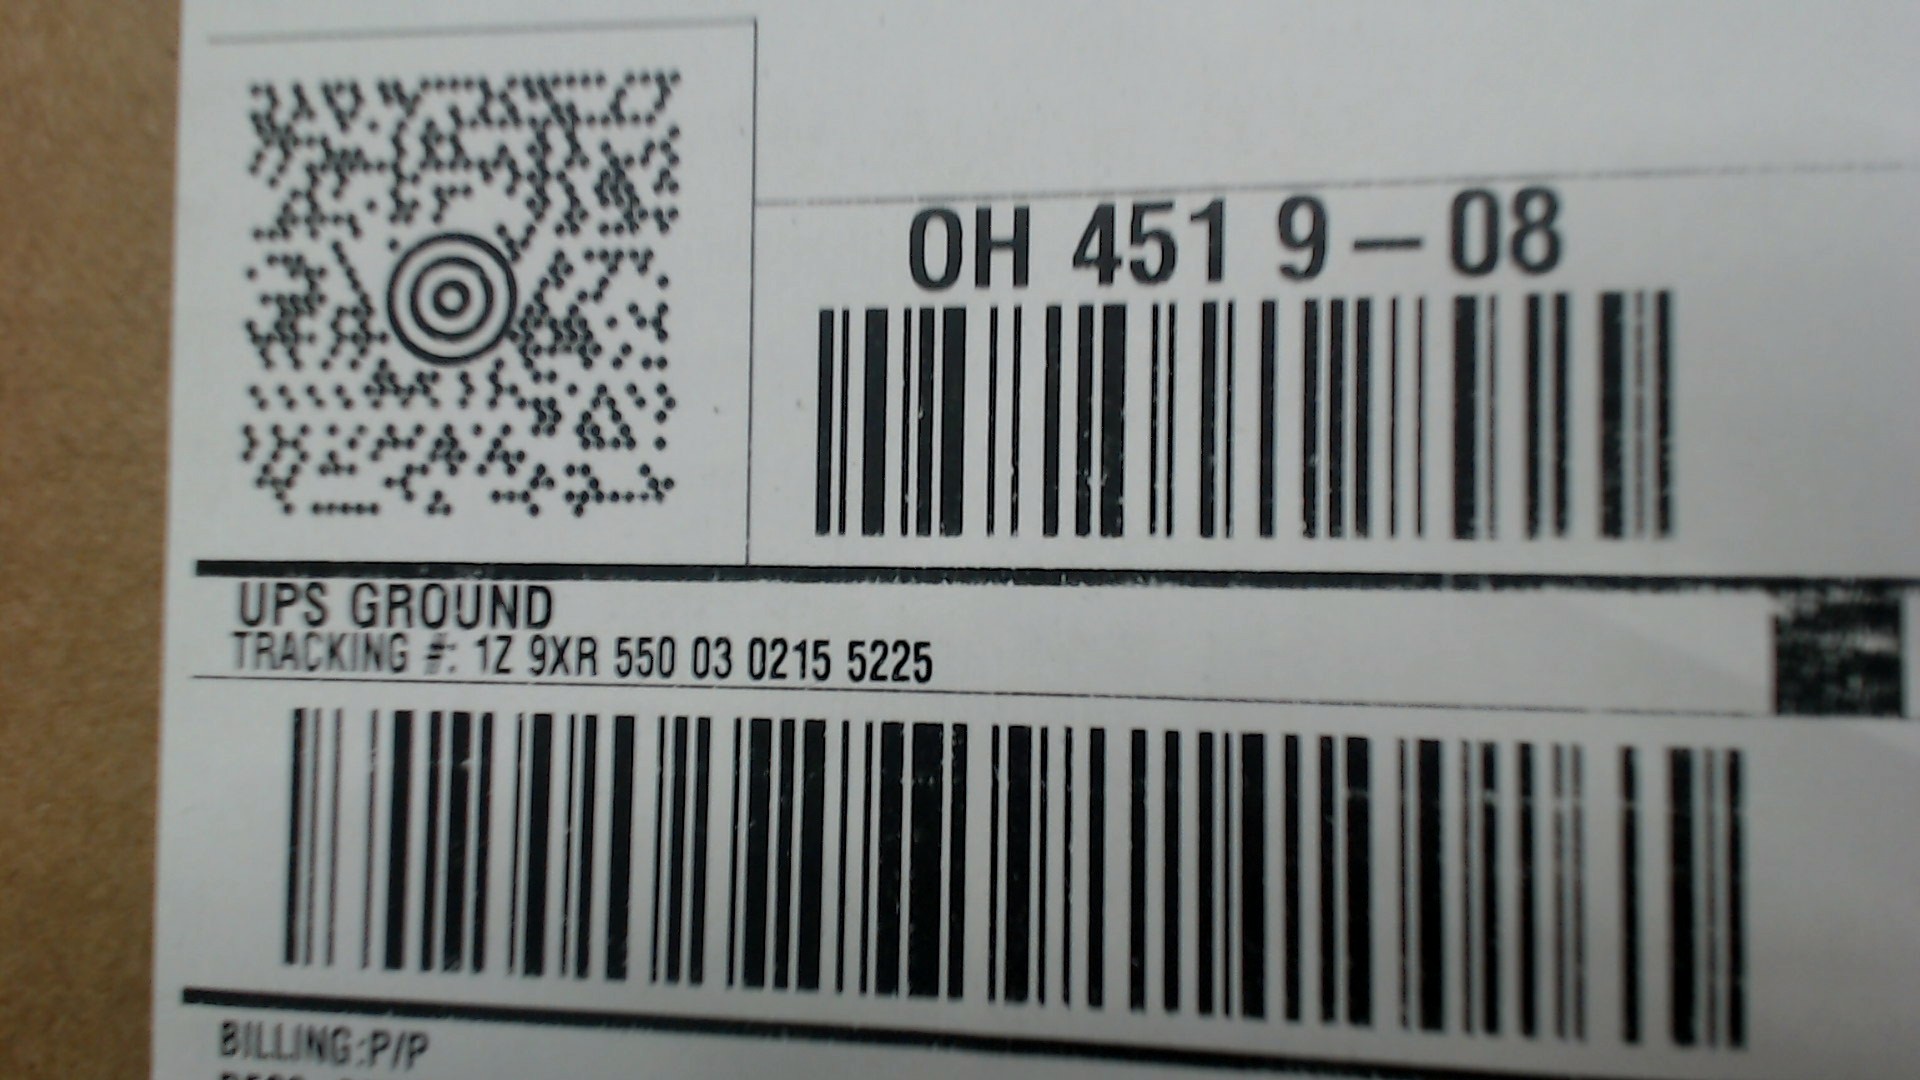 OH 451 9-08
UPS GROUND
TRACKING #: 1Z 9XR 550 03 0215 5225
BILLING:P/P